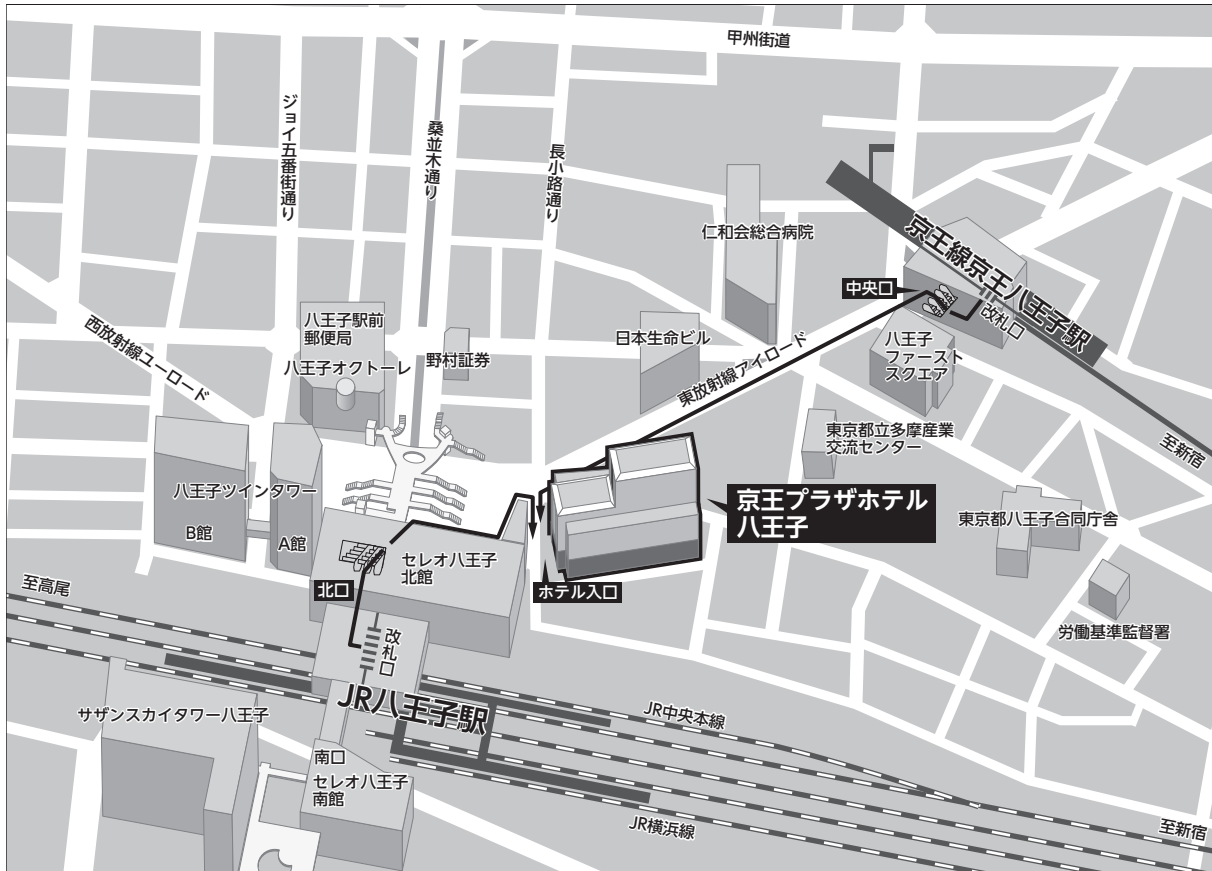 甲州街道
ジョイ五番街通り
桑並木通り
長小路通り
仁和会総合病院
京王線京王八王子駅
中央口
改札口
八王子駅前
郵便局
八王子オクトーレ
野村証券
日本生命ビル
東放射線アイロード
八王子
ファースト
スクエア
西放射線ユーロード
東京都立多摩産業
交流センター
至新宿
八王子ツインタワー
B館
A館
京王プラザホテル
八王子
東京都八王子合同庁舎
セレオ八王子
北館
至高尾
北口
ホテル入口
労働基準監督署
改札口
JR八王子駅
サザンスカイタワー八王子
JR中央本線
南口
セレオ八王子
南館
JR横浜線
至新宿